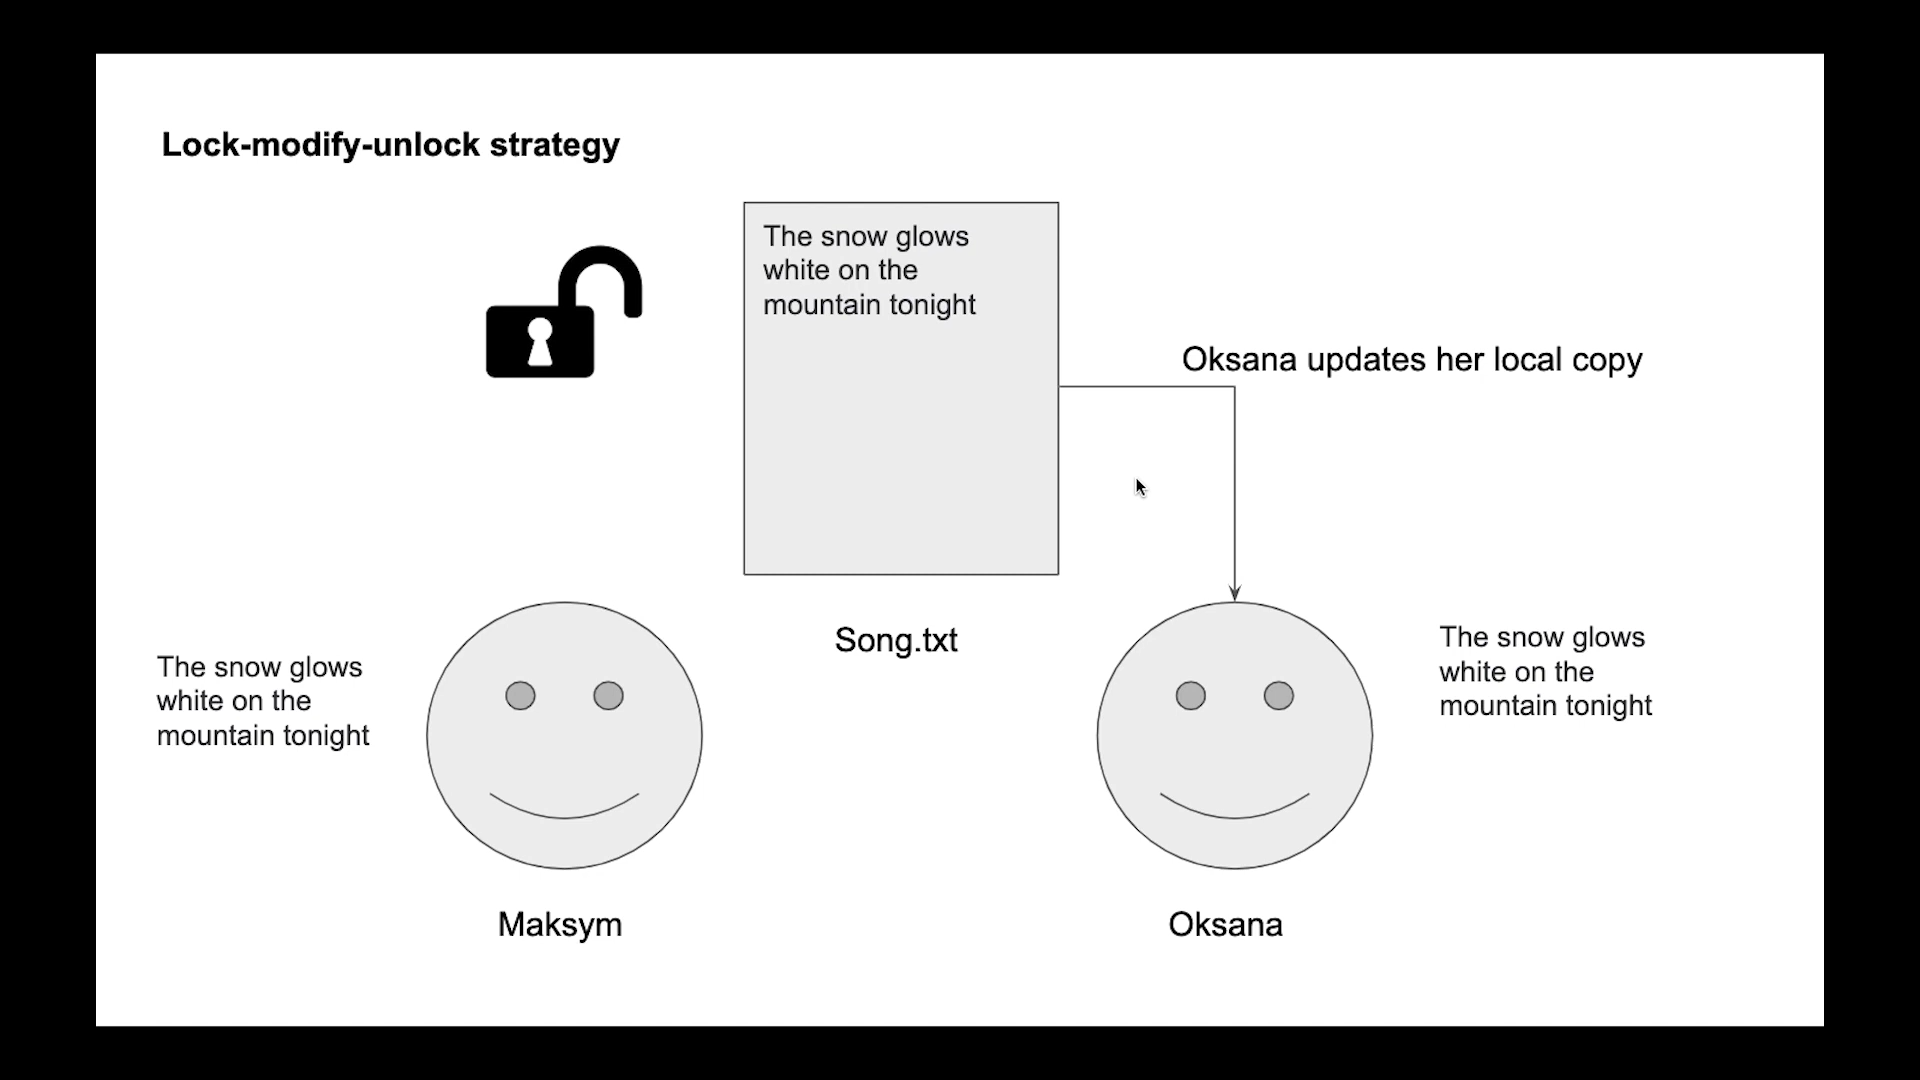 Lock-modify-unlock strategy
The snow glows
white on the
mountain tonight
Oksana updates her local copy
Song.txt
The snow glows
white on the
mountain tonight
The snow glows
white on the
mountain tonight
Maksym
Oksana